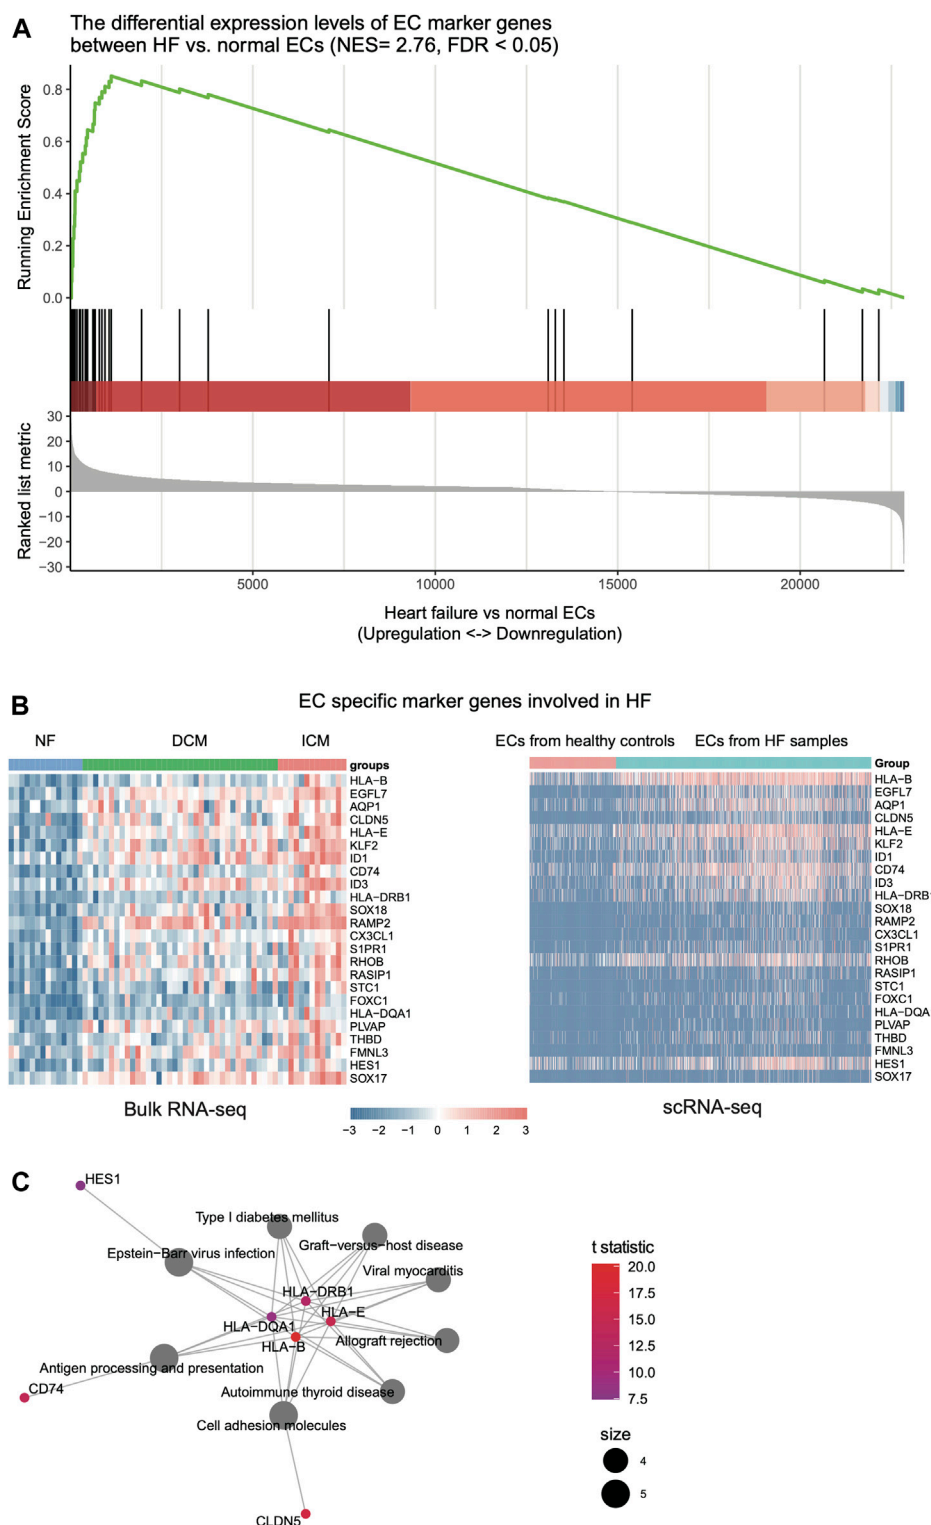 A
The differential expression levels of EC marker genes
between HF vs. normal ECs (NES= 2.76, FDR < 0.05)
Running Enrichment Score
0.8
0.6
0.4
0.2
0.0
Ranked list metric
30
20
10
0
−10
−20
−30
5000 10000 15000 20000
Heart failure vs normal ECs
(Upregulation <-> Downregulation)
B
EC specific marker genes involved in HF
NF DCM ICM
groups
HLA−B
EGFL7
AQP1
CLDN5
HLA−E
KLF2
ID1
CD74
ID3
HLA−DRB1
SOX18
RAMP2
CX3CL1
S1PR1
RHOB
RASIP1
STC1
FOXC1
HLA−DQA1
PLVAP
THBD
FMNL3
HES1
SOX17
Bulk RNA-seq
−3 −2 −1 0 1 2 3
ECs from healthy controls ECs from HF samples
Group
HLA−B
EGFL7
AQP1
CLDN5
HLA−E
KLF2
ID1
CD74
ID3
HLA−DRB
SOX18
RAMP2
CX3CL1
S1PR1
RHOB
RASIP1
STC1
FOXC1
HLA−DQA
PLVAP
THBD
FMNL3
HES1
SOX17
scRNA-seq
C
HES1
Type I diabetes mellitus
Graft−versus−host disease
Epstein−Barr virus infection
Viral myocarditis
HLA−DRB1
HLA−E
HLA−DQA1
Allograft rejection
HLA−B
Antigen processing and presentation
CD74
Autoimmune thyroid disease
Cell adhesion molecules
CLDN5
t statistic
20.0
17.5
15.0
12.5
10.0
7.5
size
4
5